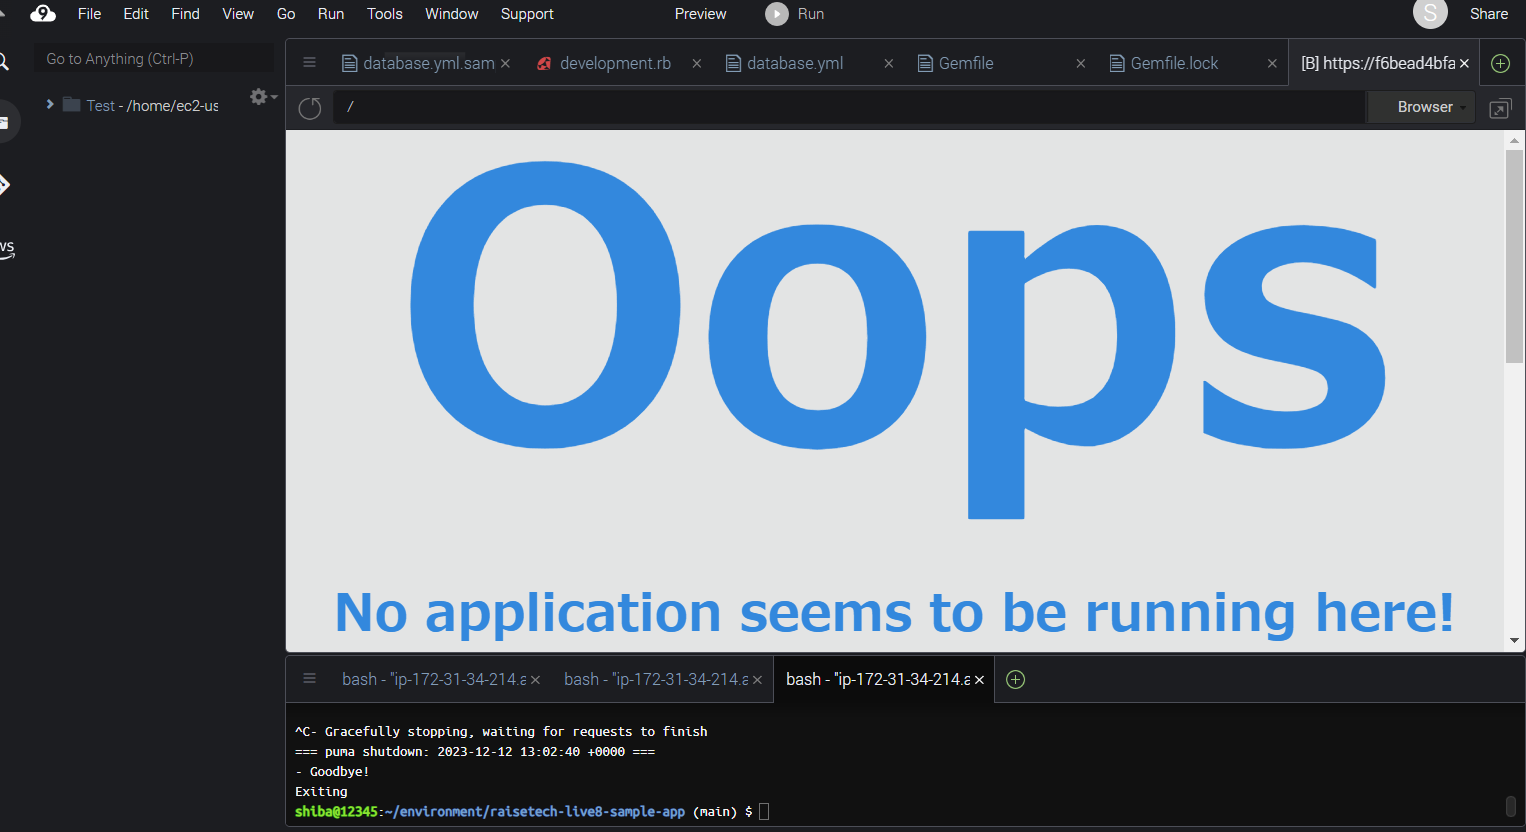 9 File Edit Find View Go Run Tools Window Support Preview Run S Share
Go to Anything (Ctrl-P)
database.yml.sam development.rb database.yml Gemfile Gemfile.lock [B] https://f6bead4bfa
Test - /home/ec2-us
/ Browser
ws
Oops
No application seems to be running here!
bash - "ip-172-31-34-214.a bash - "ip-172-31-34-214.a bash - "ip-172-31-34-214.a
^C- Gracefully stopping, waiting for requests to finish
=== puma shutdown: 2023-12-12 13:02:40 +0000 ===
- Goodbye!
Exiting
shiba@12345:~/environment/raisetech-live8-sample-app (main) $